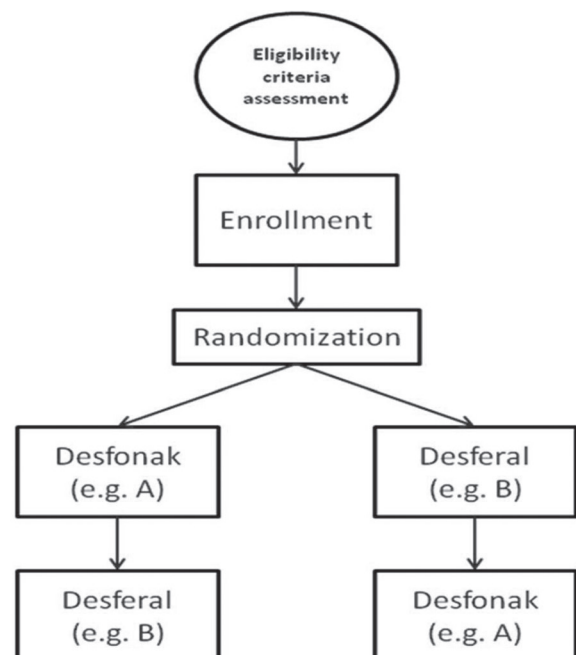 Eligibility
criteria
assessment
Enrollment
Randomization
Desfonak
(e.g. A)
Desferal
(e.g. B)
Desferal
(e.g. B)
Desfonak
(e.g. A)